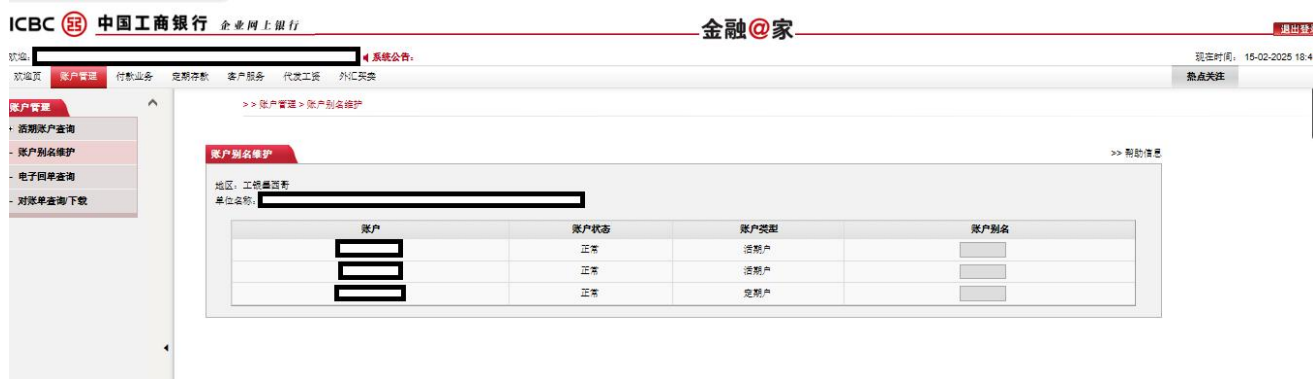 ICBC 中国工商银行 企业网上银行
金融@家
退出登
欢迎:
系统公告:
现在时间: 15-02-2025 18:4
欢迎页 账户管理 付款业务 定期存款 客户服务 代发工资 外汇买卖
热点关注
账户管理
>>账户管理>账户别名维护
+ 活期账户查询
- 账户别名维护
- 电子回单查询
- 对账单查询/下载
账户别名维护
>> 帮助信息
地区: 工银墨西哥
单位名称:
账户 账户状态 账户类型 账户别名
正常 活期户
正常 活期户
正常 定期户